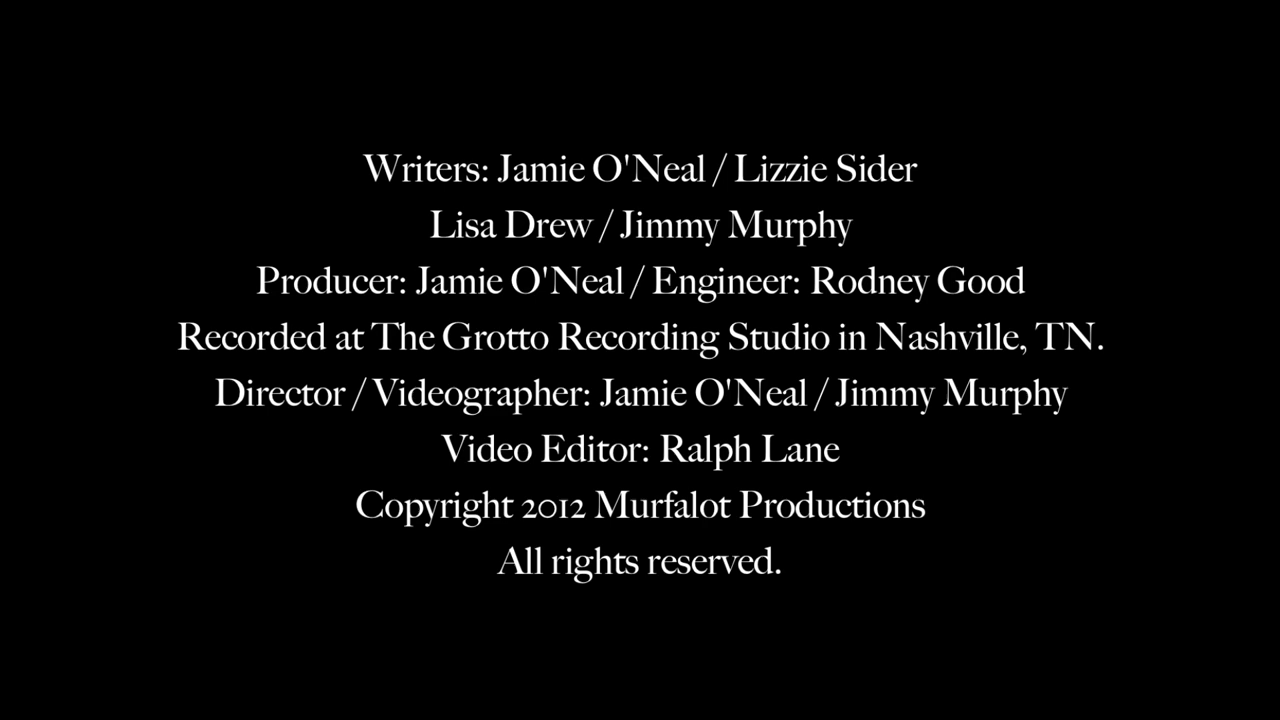 Writers: Jamie O'Neal / Lizzie Sider
Lisa Drew / Jimmy Murphy
Producer: Jamie O'Neal / Engineer: Rodney Good
Recorded at The Grotto Recording Studio in Nashville, TN.
Director / Videographer: Jamie O'Neal / Jimmy Murphy
Video Editor: Ralph Lane
Copyright 2012 Murfalot Productions
All rights reserved.